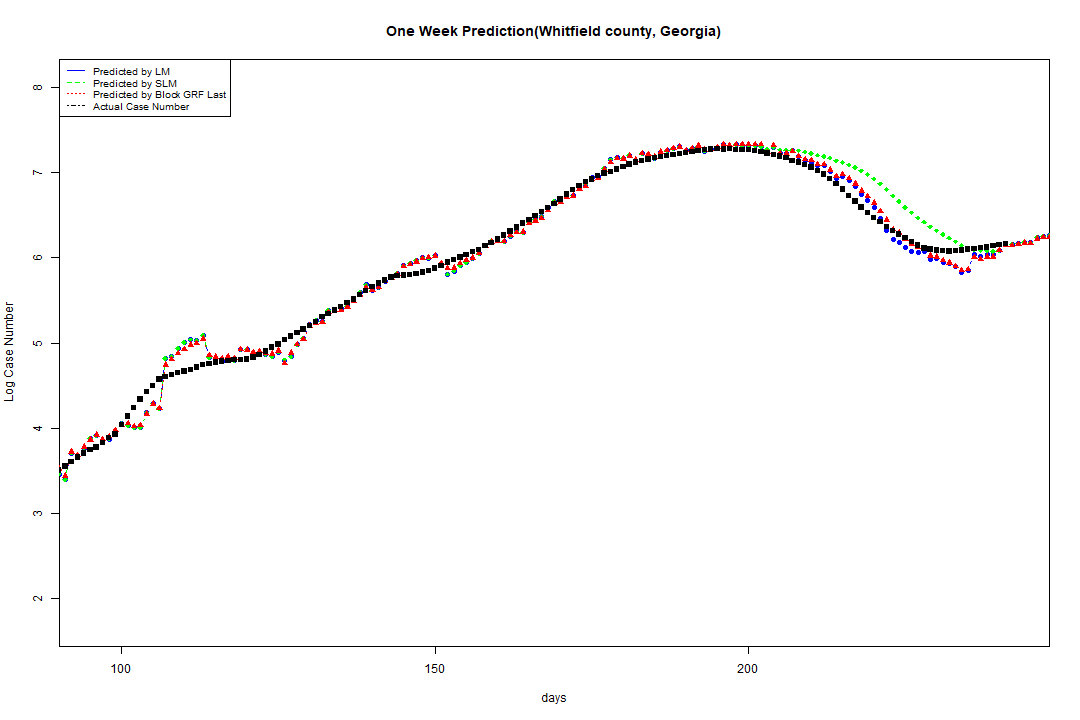 One Week Prediction(Whitfield county, Georgia)
Predicted by LM
Predicted by SLM
Predicted by Block GRF Last
Actual Case Number
8
7
6
5
4
3
2
Log Case Number
100 150 200
days